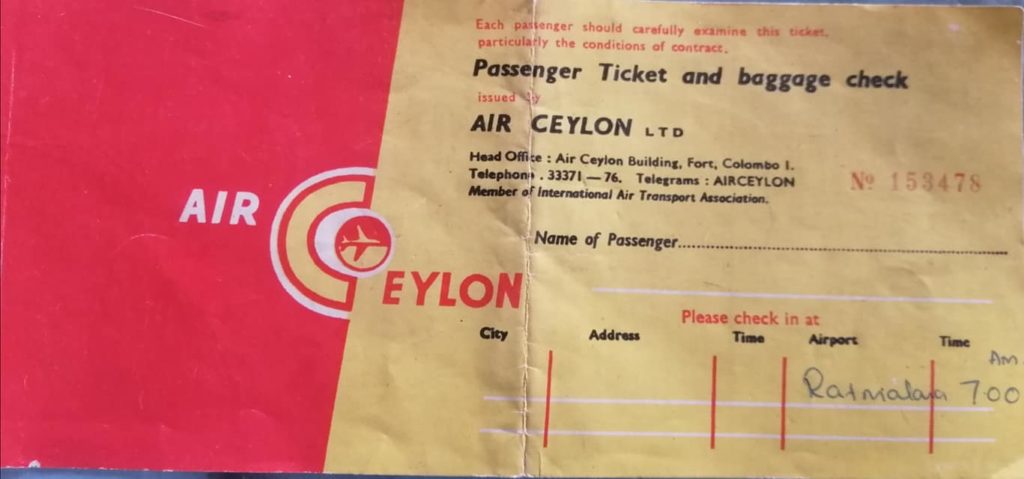 Each passenger should carefully examine this ticket,
particularly the conditions of contract.
Passenger Ticket and baggage check
issued by
AIR CEYLON LTD
Head Office : Air Ceylon Building, Fort, Colombo 1.
Telephone . 33371—76. Telegrams : AIRCEYLON
Member of International Air Transport Association.
Nº 153478
AIR
CEYLON
Name of Passenger
Please check in at
City Address Time Airport Time
Am
Ratmalana 7.00